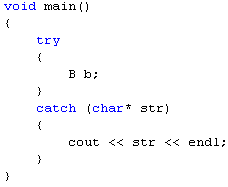 void main()
{
    try
    {
        B b;
    }
    catch (char* str)
    {
        cout << str << endl;
    }
}